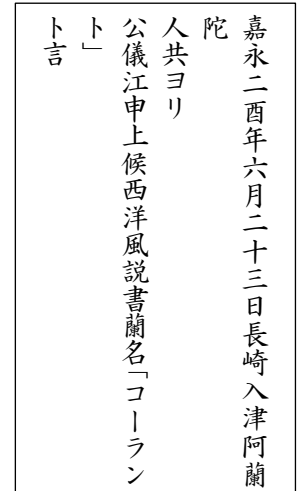 嘉永二酉年六月二十三日長崎入津阿蘭
陀
人共ヨリ
公儀江申上候西洋風説書蘭名「コーラン
ト」
ト言